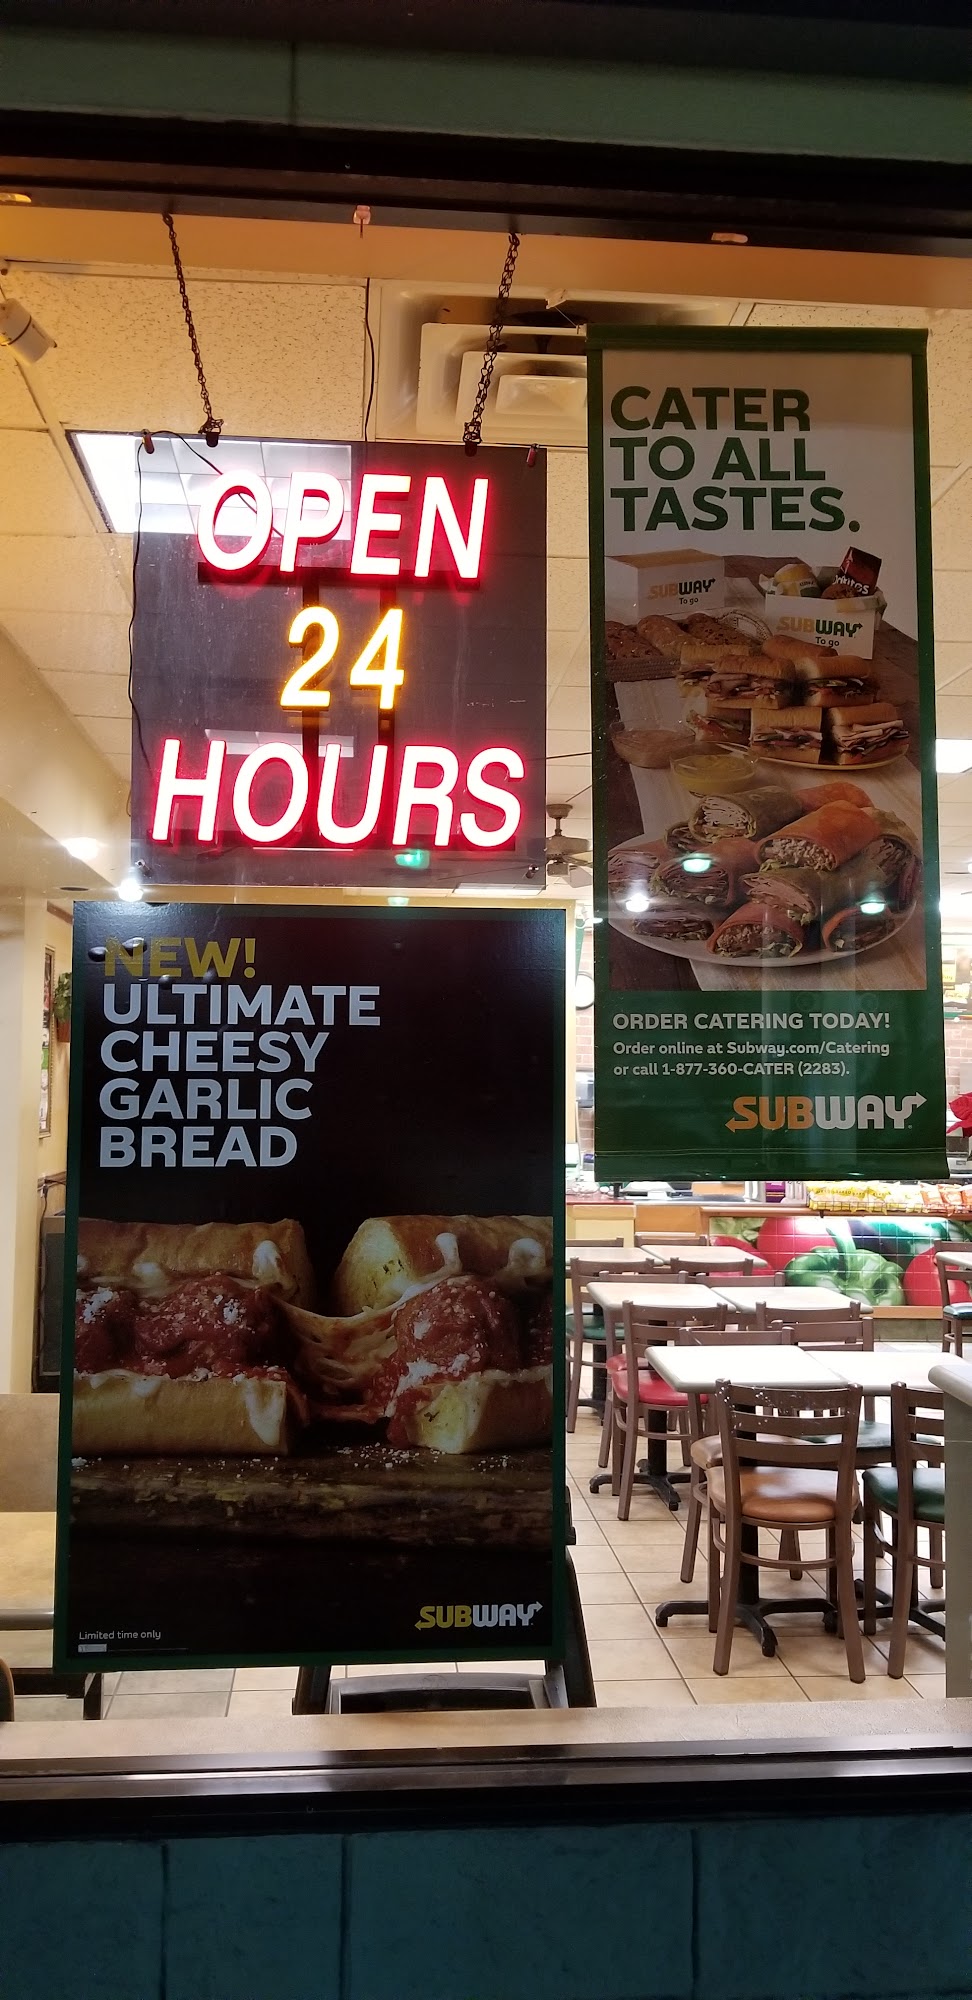 OPEN
24
HOURS
CATER
TO ALL
TASTES.
SUBWAY
To go
Doritos
SUBWAY
To go
ORDER CATERING TODAY!
Order online at Subway.com/Catering
or call 1-877-360-CATER (2283).
SUBWAY
NEW!
ULTIMATE
CHEESY
GARLIC
BREAD
Limited time only
SUBWAY